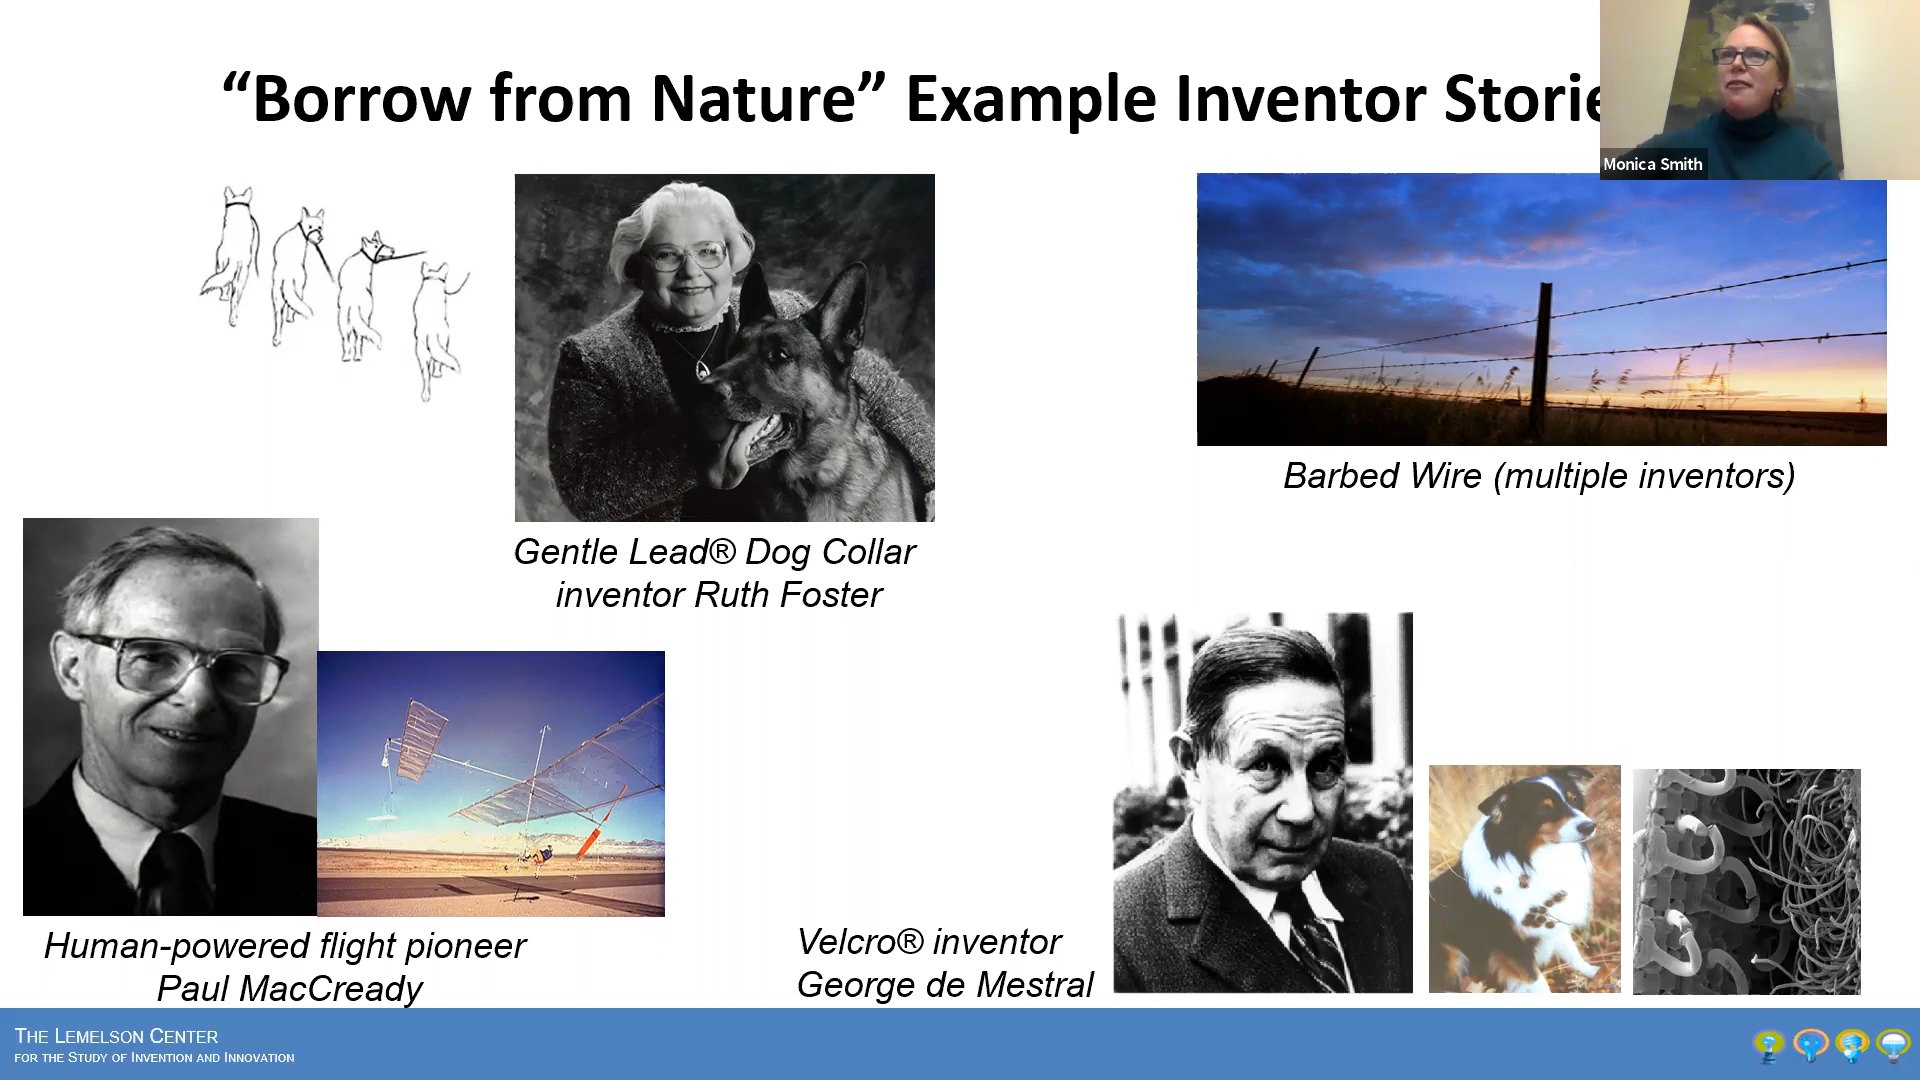 “Borrow from Nature” Example Inventor Storie
Monica Smith
Barbed Wire (multiple inventors)
Gentle Lead® Dog Collar
inventor Ruth Foster
Human-powered flight pioneer
Paul MacCready
Velcro® inventor
George de Mestral
THE LEMELSON CENTER
FOR THE STUDY OF INVENTION AND INNOVATION